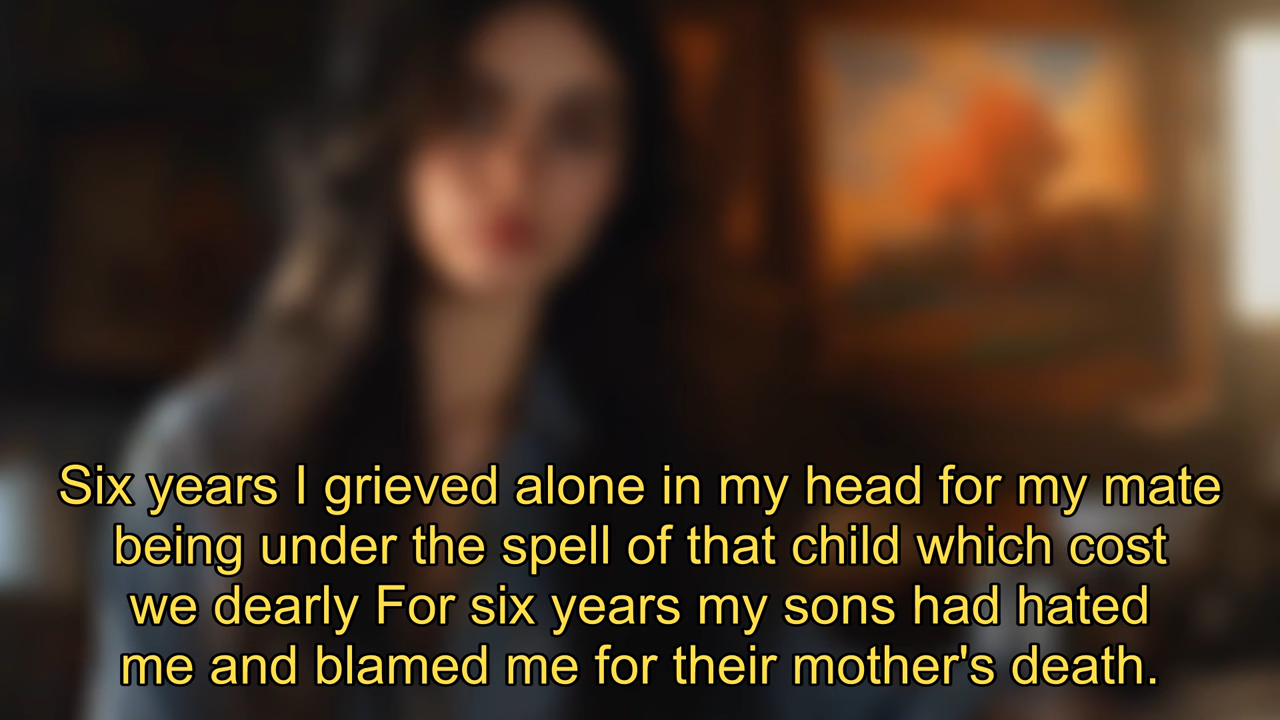 Six years I grieved alone in my head for my mate
being under the spell of that child which cost
we dearly For six years my sons had hated
me and blamed me for their mother's death.